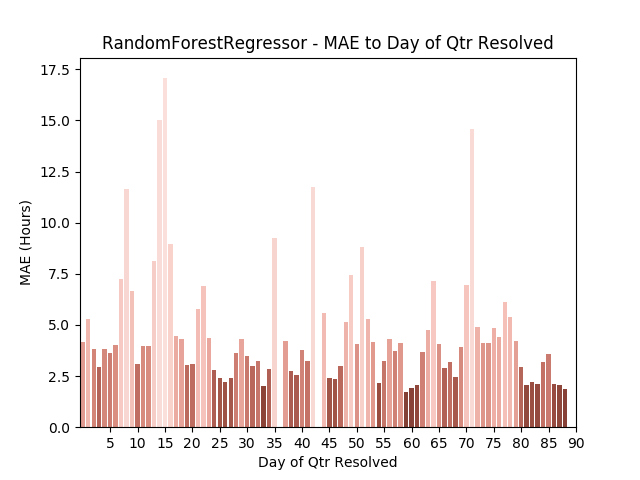 RandomForestRegressor - MAE to Day of Qtr Resolved
17.5
15.0
12.5
10.0
7.5
5.0
2.5
0.0
MAE (Hours)
5 10 15 20 25 30 35 40 45 50 55 60 65 70 75 80 85 90
Day of Qtr Resolved